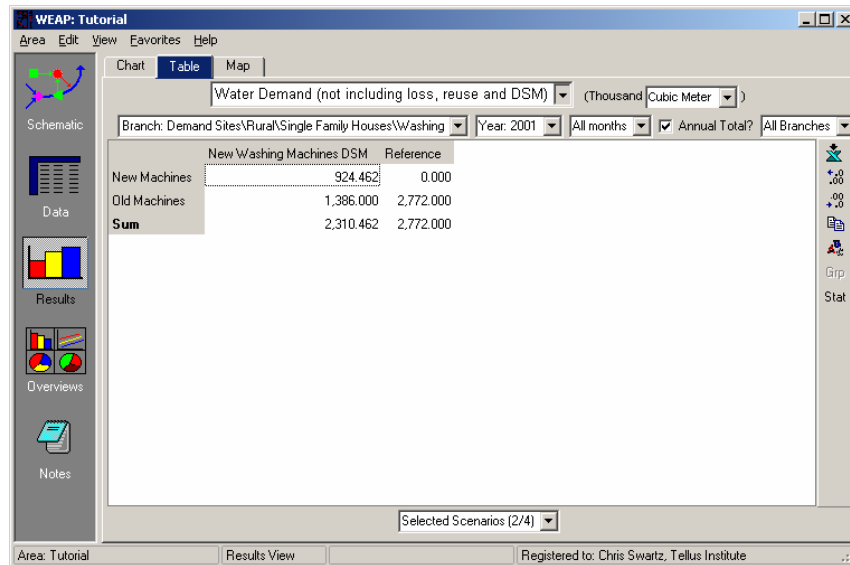 WEAP: Tutorial
Area Edit View Favorites Help
Chart Table Map
Water Demand (not including loss, reuse and DSM) (Thousand Cubic Meter )
Branch: Demand Sites\Rural\Single Family Houses\Washing Year: 2001 All months Annual Total? All Branches
New Washing Machines DSM Reference
New Machines 924.462 0.000
Old Machines 1,386.000 2,772.000
Sum 2,310.462 2,772.000
Schematic
Data
Results
Overviews
Notes
.0
.00
.00
.0
Grp
Stat
Selected Scenarios (2/4)
Area: Tutorial Results View Registered to: Chris Swartz, Tellus Institute